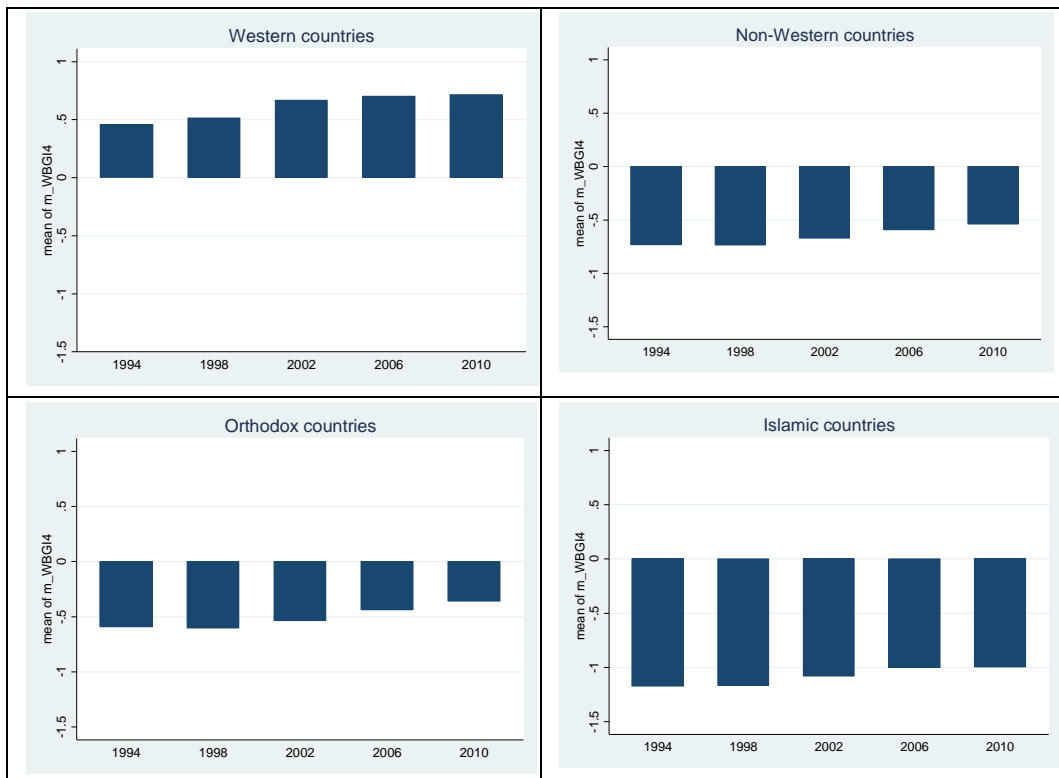 Western countries
mean of m_WBGI4
1
.5
0
-.5
-1
-1.5
1994 1998 2002 2006 2010
Non-Western countries
mean of m_WBGI4
1
.5
0
-.5
-1
-1.5
1994 1998 2002 2006 2010
Orthodox countries
mean of m_WBGI4
1
.5
0
-.5
-1
-1.5
1994 1998 2002 2006 2010
Islamic countries
mean of m_WBGI4
1
.5
0
-.5
-1
-1.5
1994 1998 2002 2006 2010